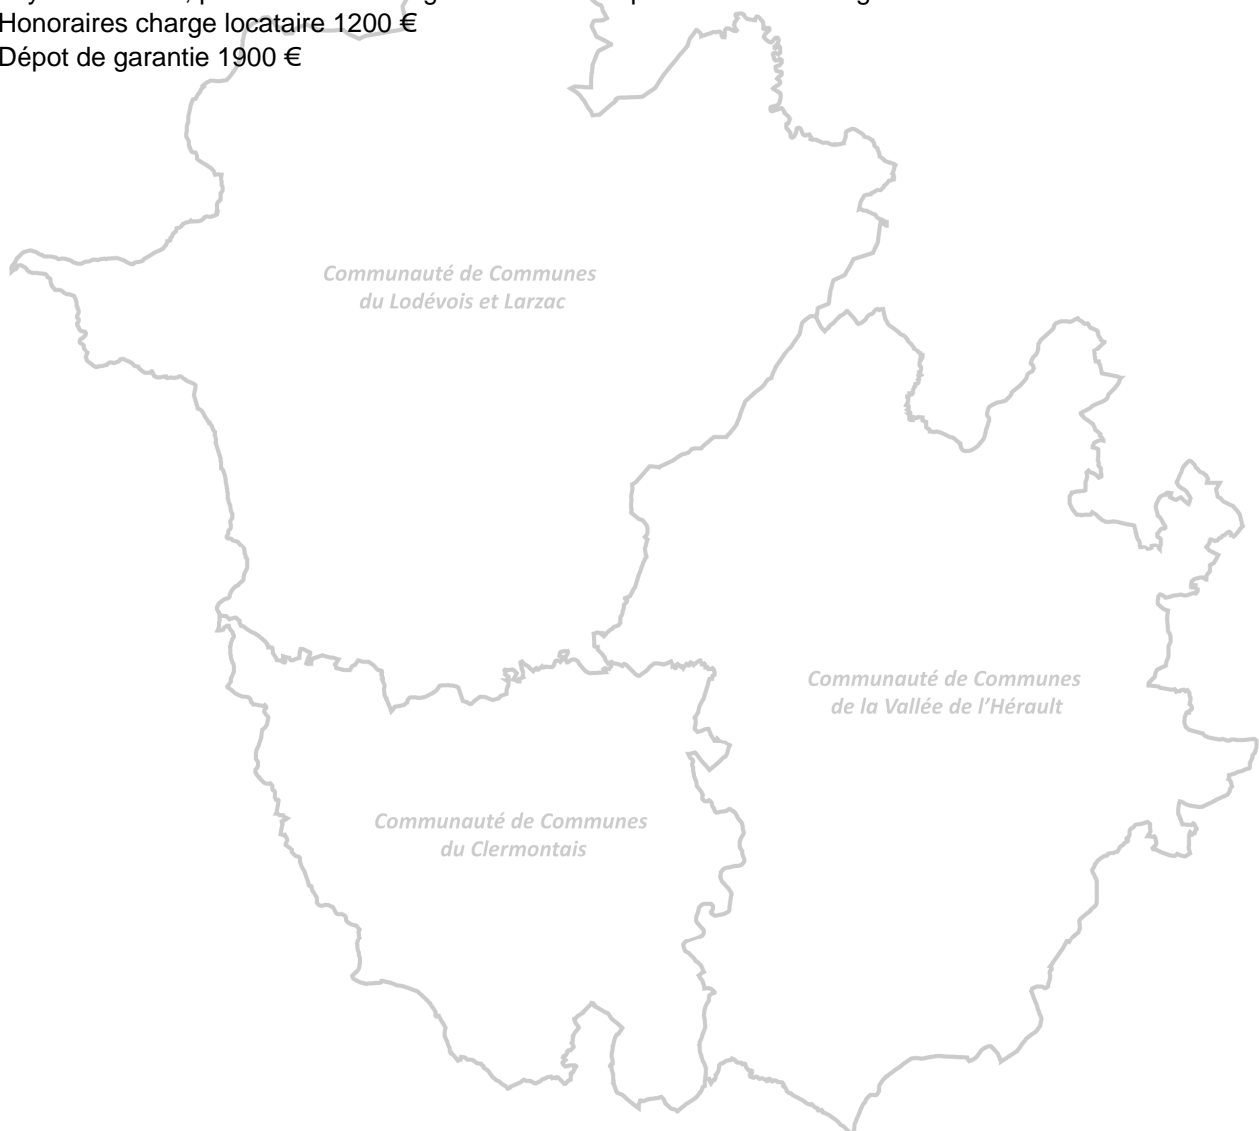 Honoraires charge locataire 1200 €
Dépot de garantie 1900 €
Communauté de Communes
du Lodévois et Larzac
Communauté de Communes
de la Vallée de l'Hérault
Communauté de Communes
du Clermontais